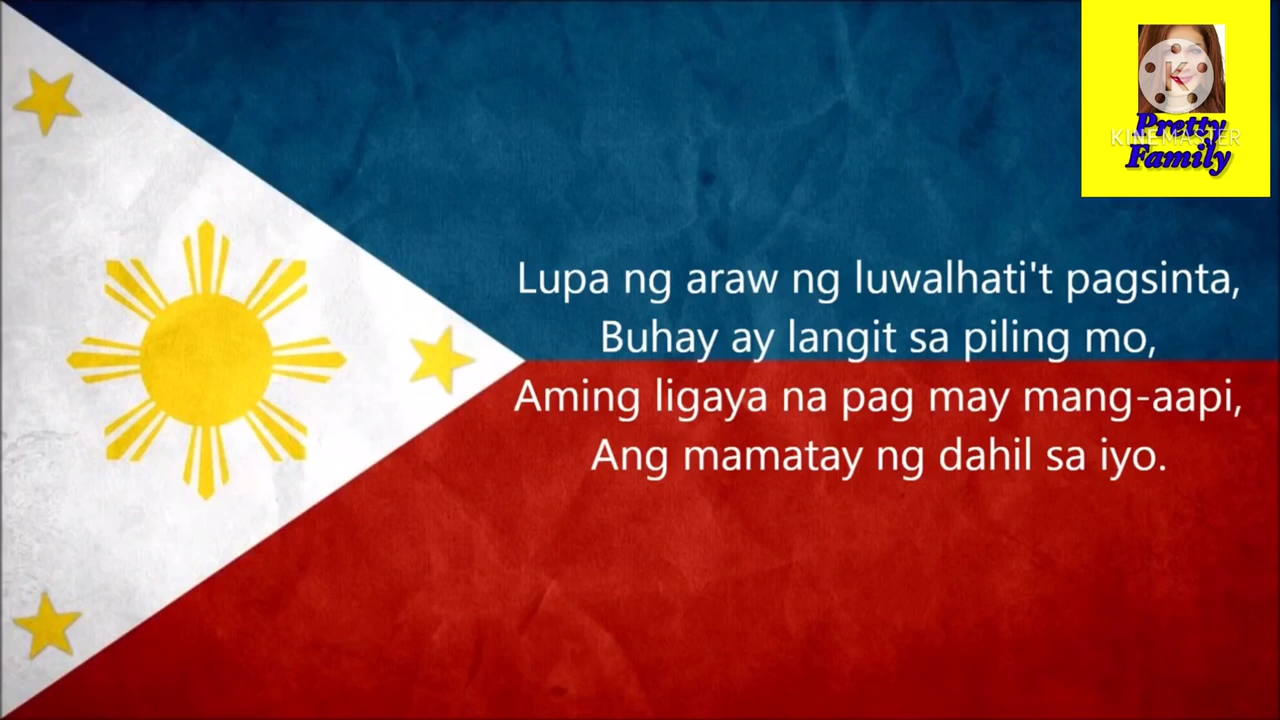 Pretty
KINEMASTER
Family
Lupa ng araw ng luwalhati't pagsinta,
Buhay ay langit sa piling mo,
Aming ligaya na pag may mang-aapi,
Ang mamatay ng dahil sa iyo.